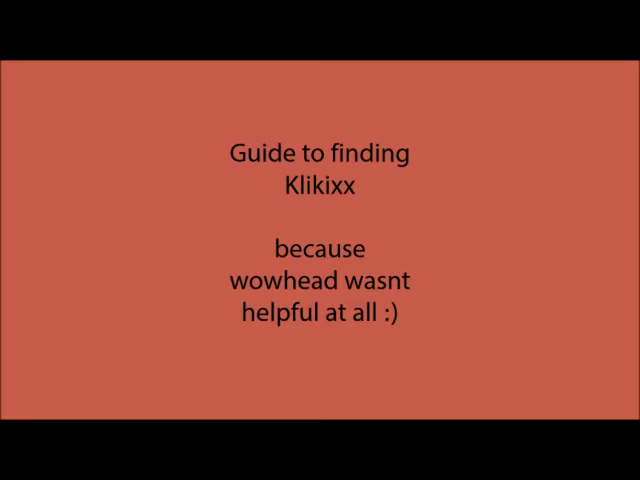 Guide to finding
Klikixx
because
wowhead wasnt
helpful at all :)